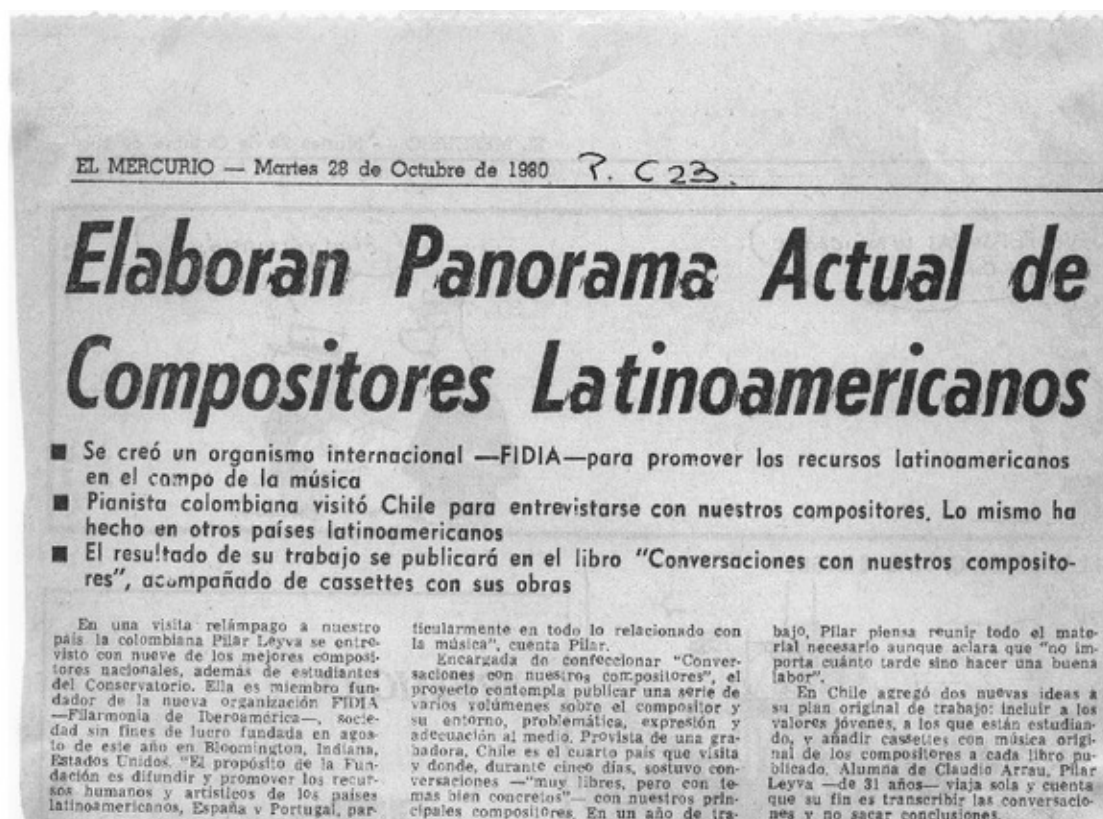 EL MERCURIO — Martes 28 de Octubre de 1980 P. C23.
Elaboran Panorama Actual de
Compositores Latinoamericanos
■ Se creó un organismo internacional —FIDIA—para promover los recursos latinoamericanos
en el campo de la música
■ Pianista colombiana visitó Chile para entrevistarse con nuestros compositores. Lo mismo ha
hecho en otros países latinoamericanos
■ El resultado de su trabajo se publicará en el libro "Conversaciones con nuestros composito-
res", acompañado de cassettes con sus obras
En una visita relámpago a nuestro
país la colombiana Pilar Leyva se entre-
vistó con nueve de los mejores composi-
tores nacionales, además de estudiantes
del Conservatorio. Ella es miembro fun-
dador de la nueva organización FIDIA
—Filarmonía de Iberoamérica—, socie-
dad sin fines de lucro fundada en agos-
to de este año en Bloomington, Indiana,
Estados Unidos. "El propósito de la Fun-
dación es difundir y promover los recur-
sos humanos y artísticos de los países
latinoamericanos, España y Portugal, par-
ticularmente en todo lo relacionado con
la música", cuenta Pilar.
Encargada de confeccionar "Conver-
saciones con nuestros compositores", el
proyecto contempla publicar una serie de
varios volúmenes sobre el compositor y
su entorno, problemática, expresión y
adecuación al medio. Provista de una gra-
badora, Chile es el cuarto país que visita
y donde, durante cinco días, sostuvo con-
versaciones —"muy libres, pero con te-
mas bien concretos"— con nuestros prin-
cipales compositores. En un año de tra-
bajo, Pilar piensa reunir todo el mate-
rial necesario aunque aclara que "no im-
porta cuánto tarde sino hacer una buena
labor".
En Chile agregó dos nuevas ideas a
su plan original de trabajo: incluir a los
valores jóvenes, a los que están estudian-
do, y añadir cassettes con música origi-
nal de los compositores a cada libro pu-
blicado. Alumna de Claudio Arrau, Pilar
Leyva —de 31 años— viaja sola y cuenta
que su fin es transcribir las conversacio-
nes y no sacar conclusiones.